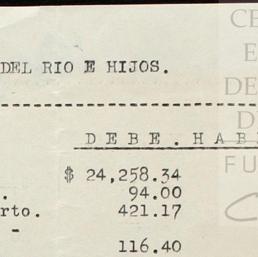 DEL RIO E HIJOS.
DEBE. HAB
$ 24,258.34
. 94.00
rto. 421.17
-
116.40
CE
E
DE
D
FU